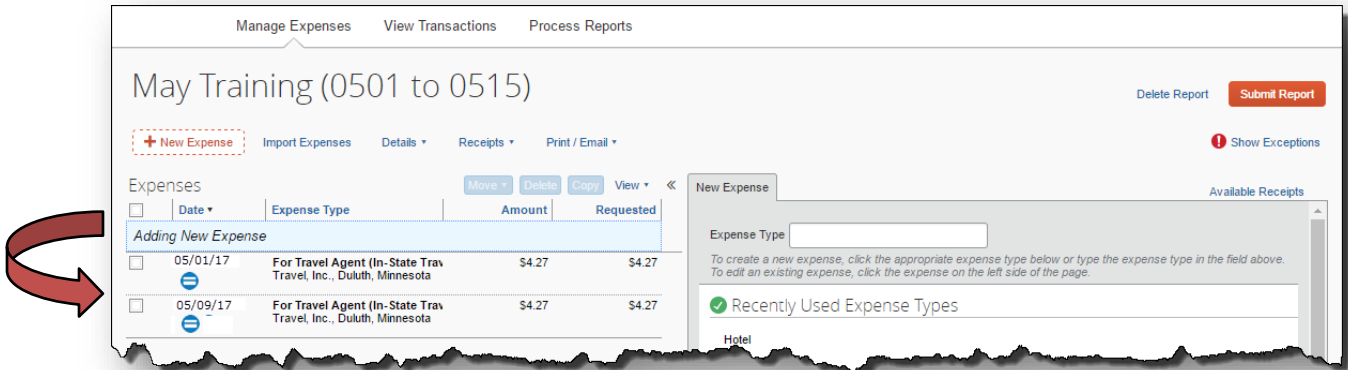 Manage Expenses View Transactions Process Reports
May Training (0501 to 0515)
Delete Report Submit Report
New Expense Import Expenses Details Receipts Print / Email Show Exceptions
Expenses Move Delete Copy View
Date Expense Type Amount Requested
Adding New Expense
05/01/17 For Travel Agent (In-State Trav $4.27 $4.27
Travel, Inc., Duluth, Minnesota
05/09/17 For Travel Agent (In-State Trav $4.27 $4.27
Travel, Inc., Duluth, Minnesota
New Expense Available Receipts
Expense Type
To create a new expense, click the appropriate expense type below or type the expense type in the field above.
To edit an existing expense, click the expense on the left side of the page.
Recently Used Expense Types
Hotel